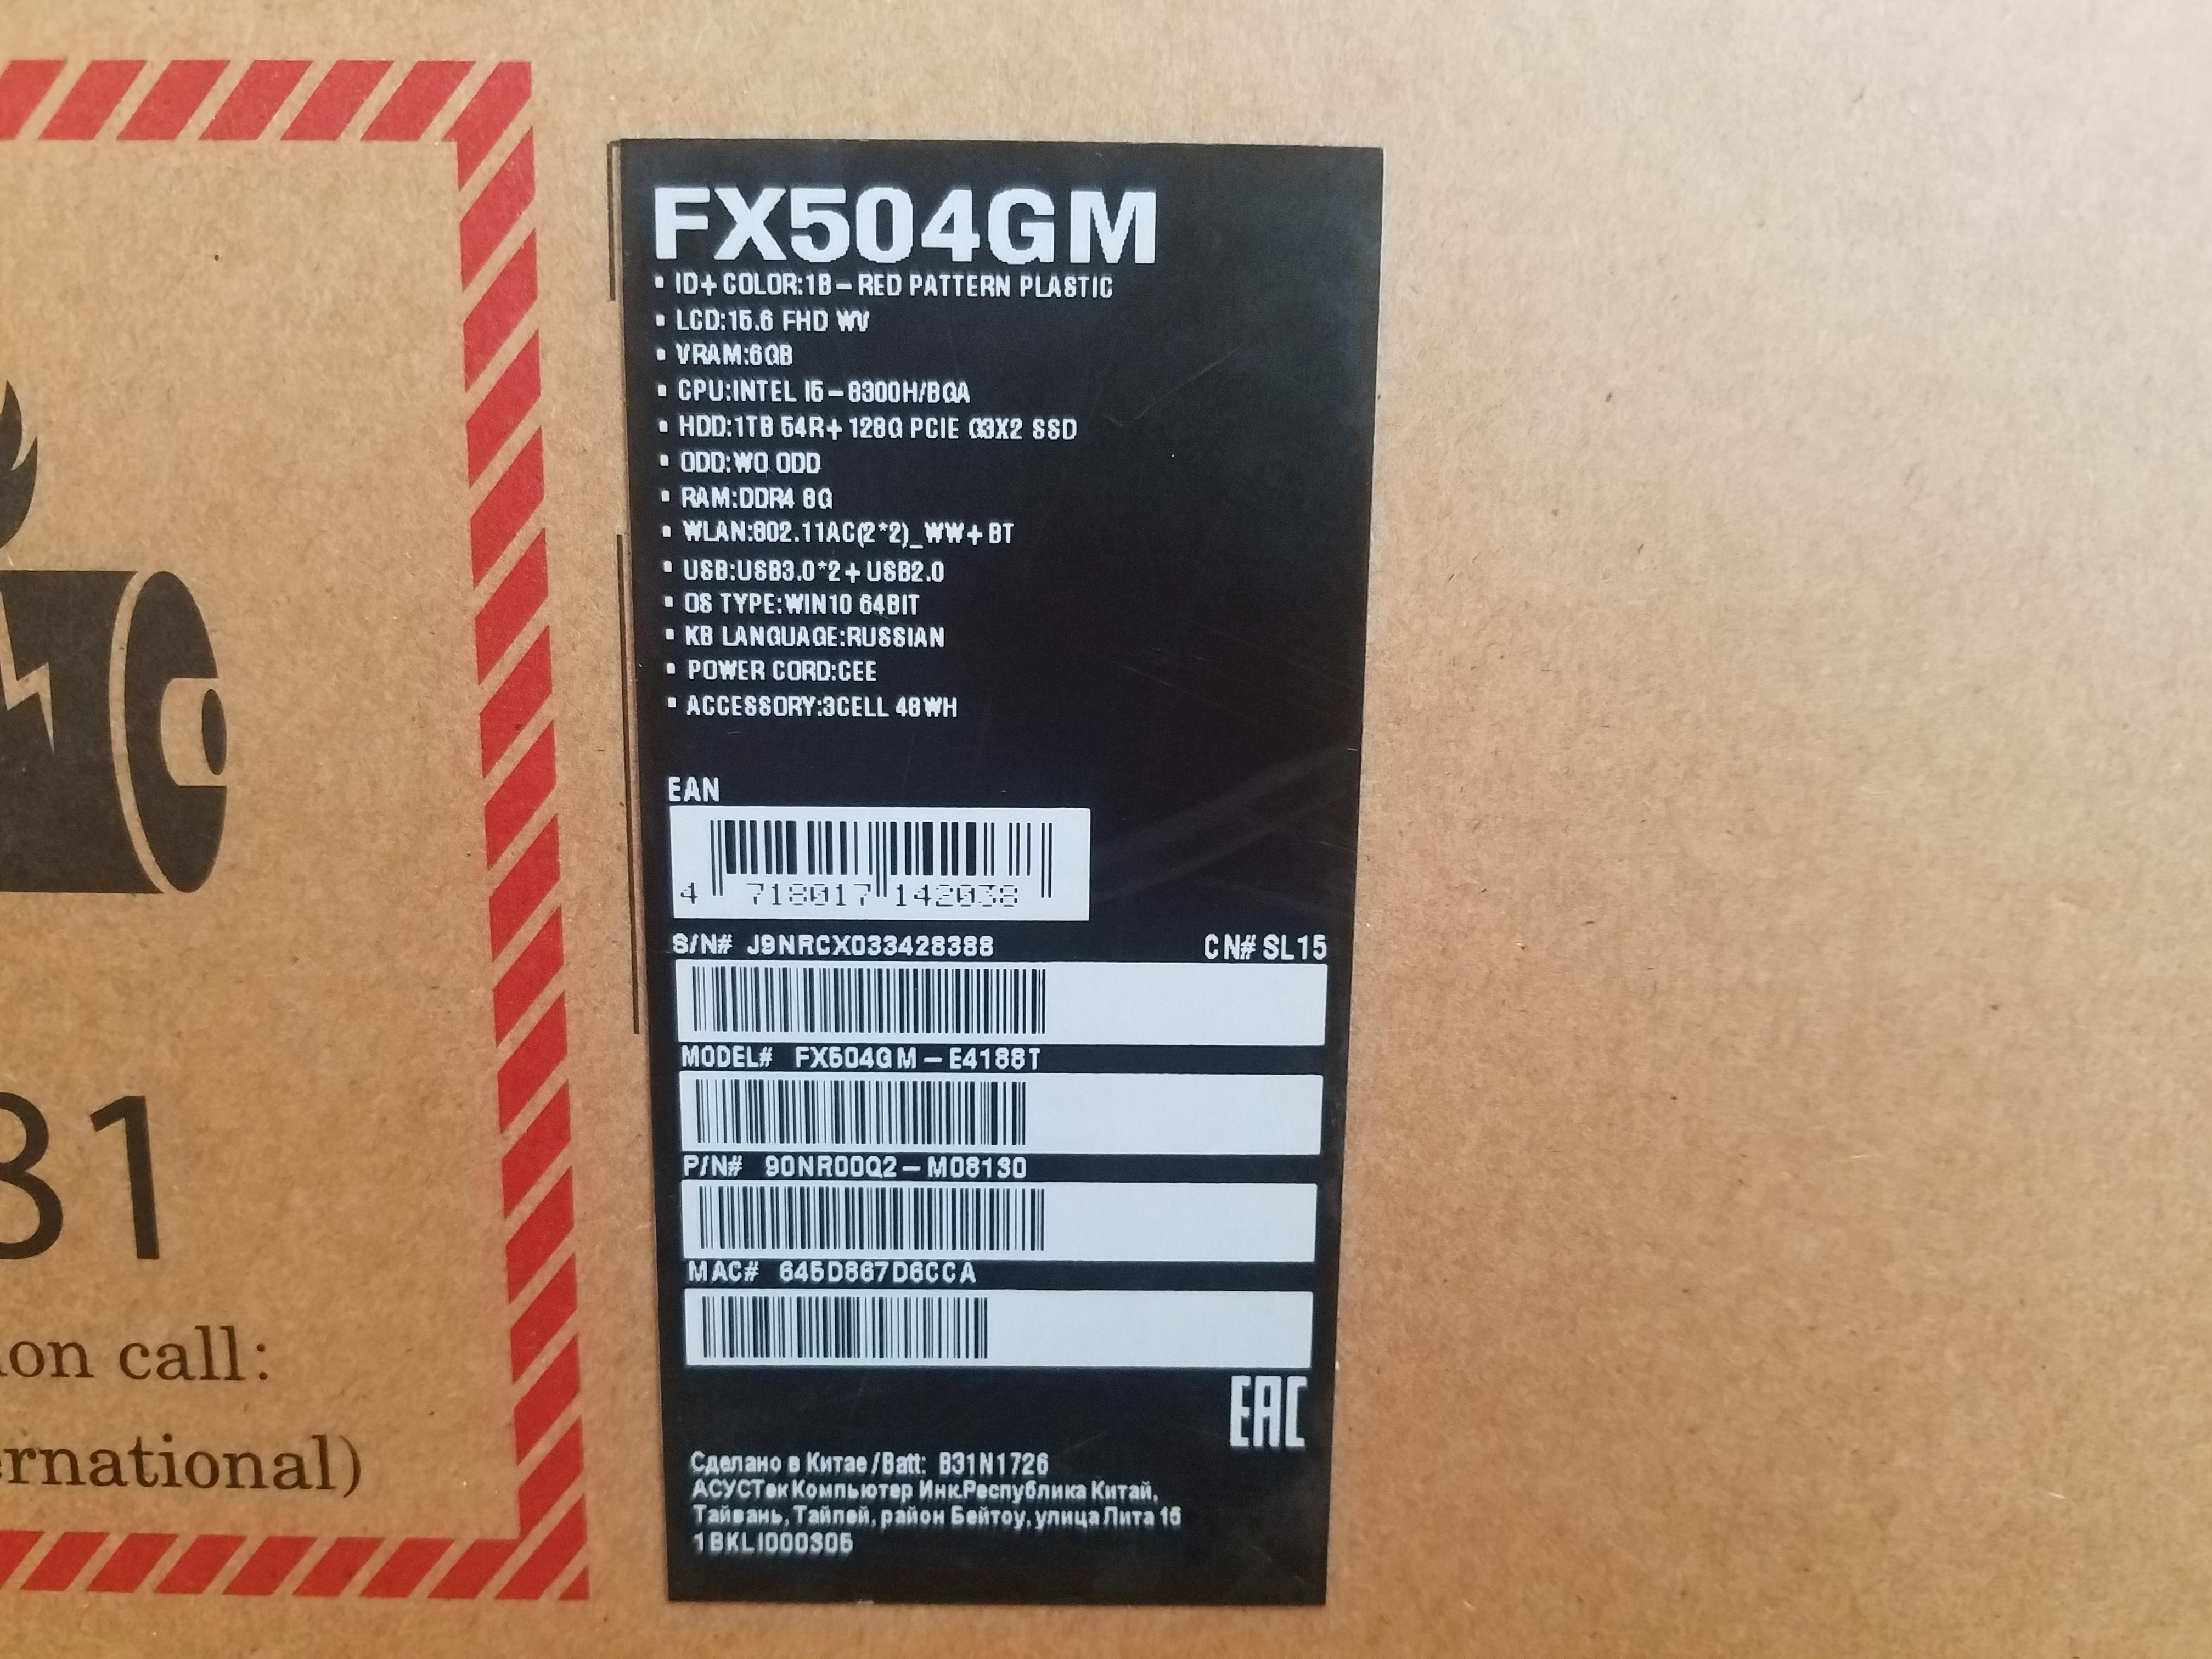 FX504GM
▪ ID+COLOR:1B-RED PATTERN PLASTIC
▪ LCD:15.6 FHD WV
▪ VRAM:6GB
▪ CPU:INTEL I5-8300H/BGA
▪ HDD:1TB 54R+128G PCIE G3X2 SSD
▪ ODD:WO ODD
▪ RAM:DDR4 8G
▪ WLAN:802.11AC(2*2)_WW+BT
▪ USB:USB3.0*2+USB2.0
▪ OS TYPE:WIN10 64BIT
▪ KB LANGUAGE:RUSSIAN
▪ POWER CORD:CEE
▪ ACCESSORY:3CELL 48WH
EAN
4 718017 142038
S/N# J9NRCX033428388 CN# SL15
MODEL# FX504GM-E4188T
P/N# 90NR00Q2-M08130
MAC# 645D867D6CCA
EAC
Сделано в Китае/Batt: B31N1726
АСУСТек Компьютер Инк.Республика Китай,
Тайвань, Тайпей, район Бейтоу, улица Лита 15
1BKLI000305
31
on call:
ernational)